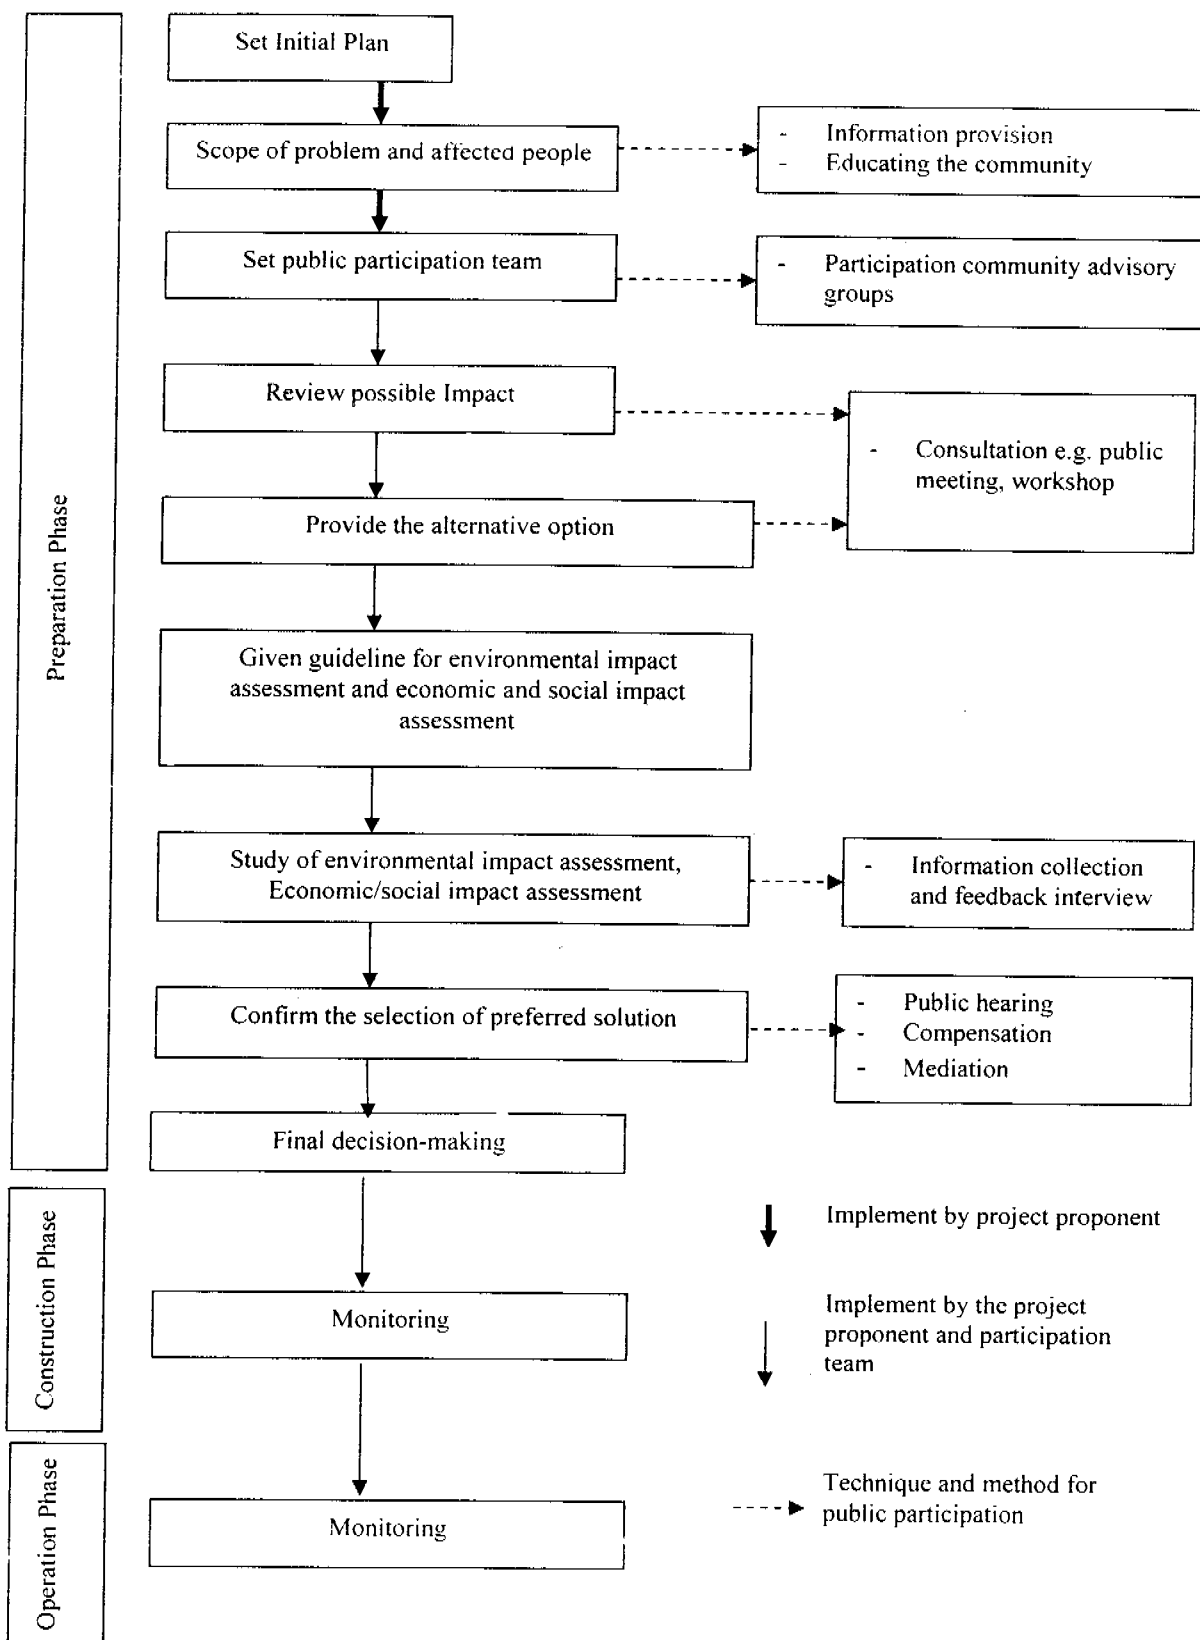 Set Initial Plan
Scope of problem and affected people
- Information provision
- Educating the community
Set public participation team
- Participation community advisory
groups
Review possible Impact
- Consultation e.g. public
meeting, workshop
Provide the alternative option
Preparation Phase
Given guideline for environmental impact
assessment and economic and social impact
assessment
Study of environmental impact assessment,
Economic/social impact assessment
- Information collection
and feedback interview
Confirm the selection of preferred solution
- Public hearing
- Compensation
- Mediation
Final decision-making
Construction Phase
Implement by project proponent
Monitoring
Implement by the project
proponent and participation
team
Operation Phase
Monitoring
Technique and method for
public participation